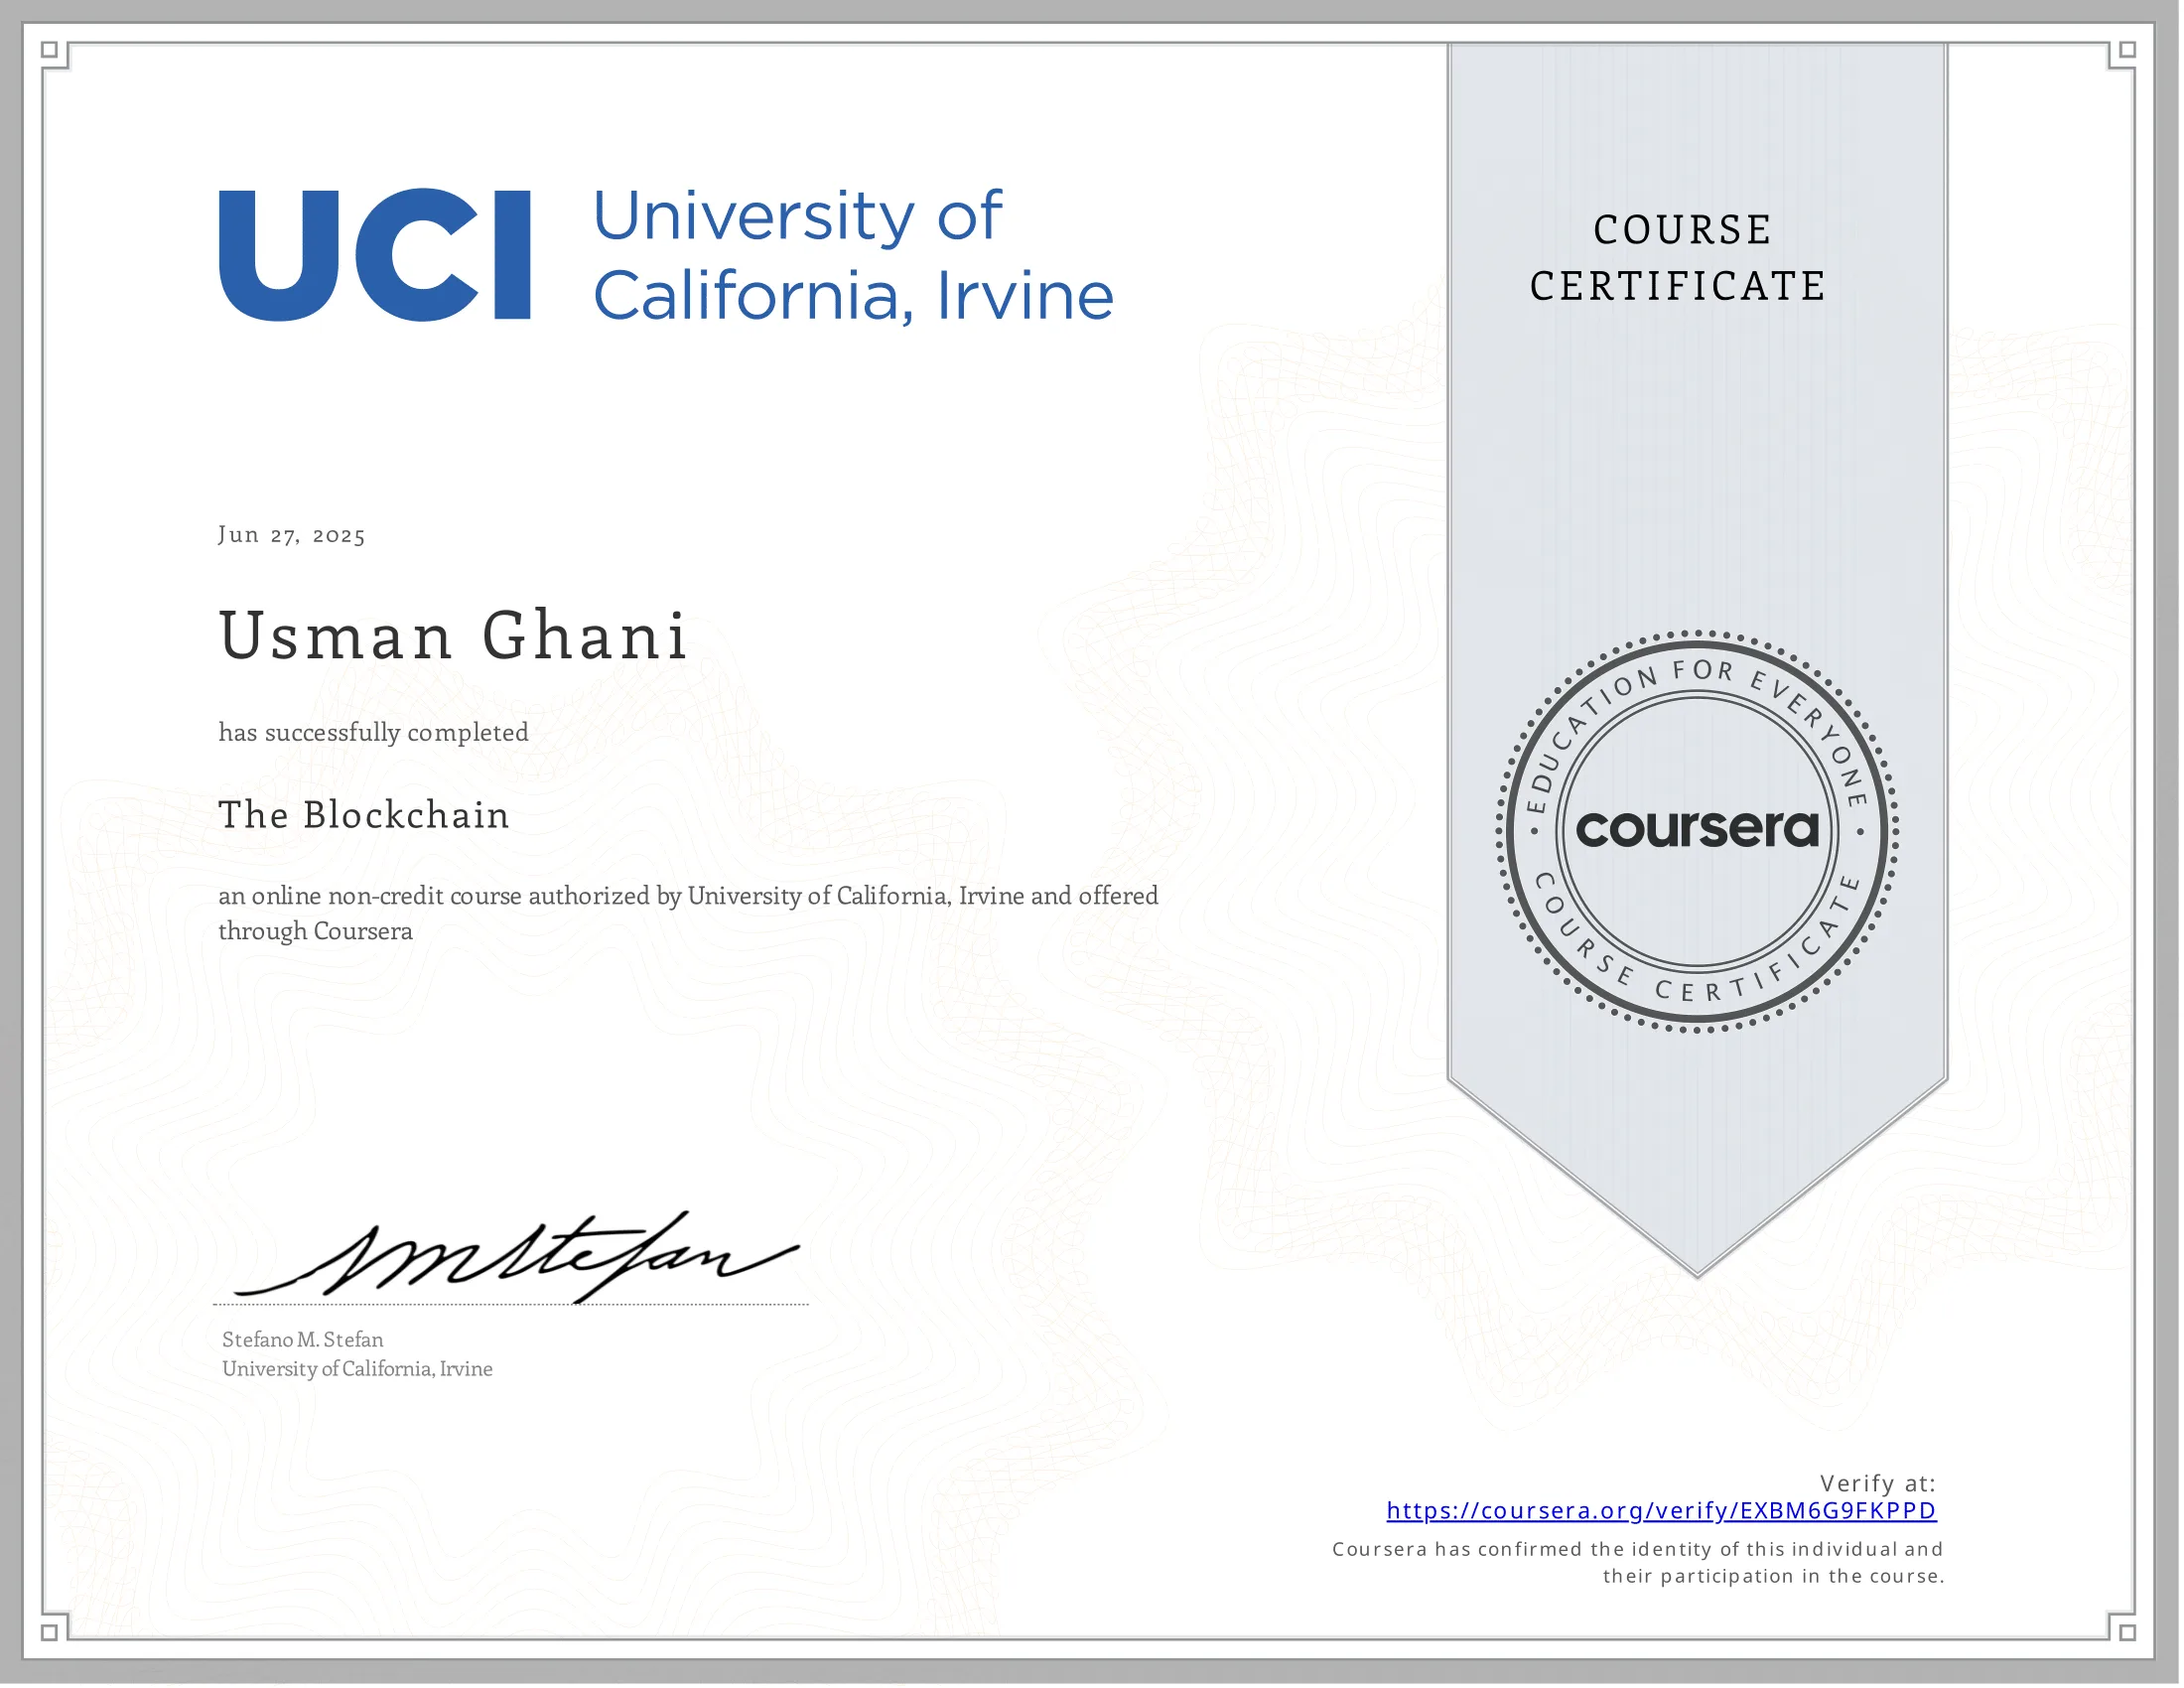 UCI
University of
California, Irvine
COURSE
CERTIFICATE
Jun 27, 2025
Usman Ghani
has successfully completed
The Blockchain
an online non-credit course authorized by University of California, Irvine and offered
through Coursera
EDUCATION FOR EVERYONE
coursera
COURSE CERTIFICATE
SMStefan
Stefano M. Stefan
University of California, Irvine
Verify at:
https://coursera.org/verify/EXBM6G9FKPPD
Coursera has confirmed the identity of this individual and
their participation in the course.